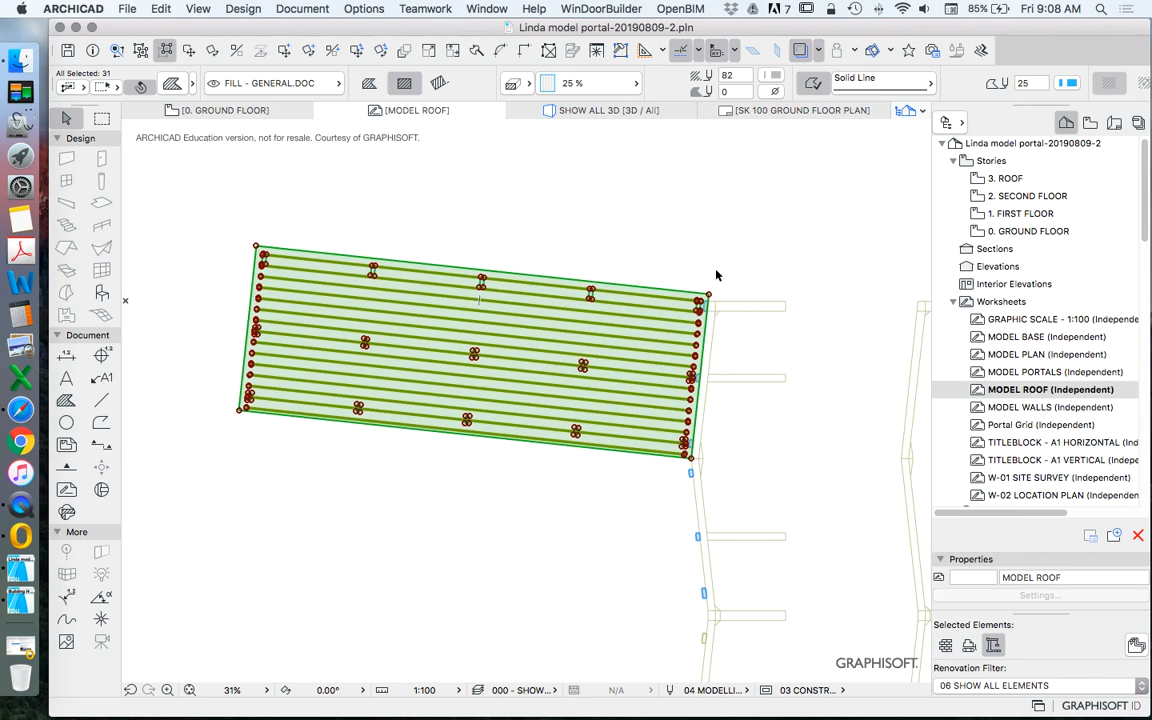 ARCHICAD File Edit View Design Document Options Teamwork Window Help WinDoorBuilder OpenBIM 7 85% Fri 9:08 AM
Linda model portal-20190809-2.pln
All Selected: 31
FILL - GENERAL.DOC
25 %
82
0
Solid Line
25
[0. GROUND FLOOR]
[MODEL ROOF]
SHOW ALL 3D [3D / All]
[SK 100 GROUND FLOOR PLAN]
ARCHICAD Education version, not for resale. Courtesy of GRAPHISOFT.
Design
Document
More
Linda model portal-20190809-2
Stories
3. ROOF
2. SECOND FLOOR
1. FIRST FLOOR
0. GROUND FLOOR
Sections
Elevations
Interior Elevations
Worksheets
GRAPHIC SCALE - 1:100 (Independe
MODEL BASE (Independent)
MODEL PLAN (Independent)
MODEL PORTALS (Independent)
MODEL ROOF (Independent)
MODEL WALLS (Independent)
Portal Grid (Independent)
TITLEBLOCK - A1 HORIZONTAL (Ind
TITLEBLOCK - A1 VERTICAL (Indepe
W-01 SITE SURVEY (Independent)
W-02 LOCATION PLAN (Independen
Properties
MODEL ROOF
Settings...
Selected Elements:
Renovation Filter:
06 SHOW ALL ELEMENTS
GRAPHISOFT.
31%
0.00°
1:100
000 - SHOW...
N/A
04 MODELLI...
03 CONSTR...
GRAPHISOFT ID